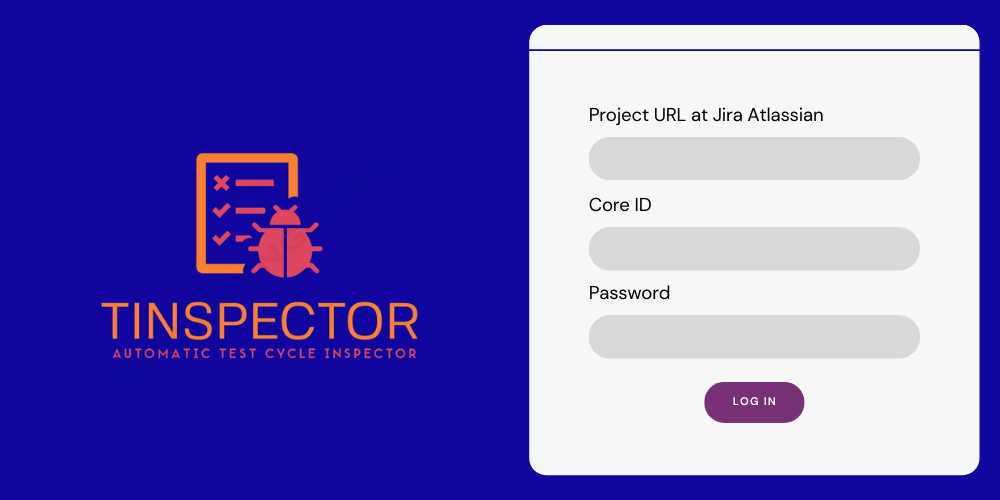 TINSPECTOR
AUTOMATIC TEST CYCLE INSPECTOR
Project URL at Jira Atlassian
Core ID
Password
LOG IN